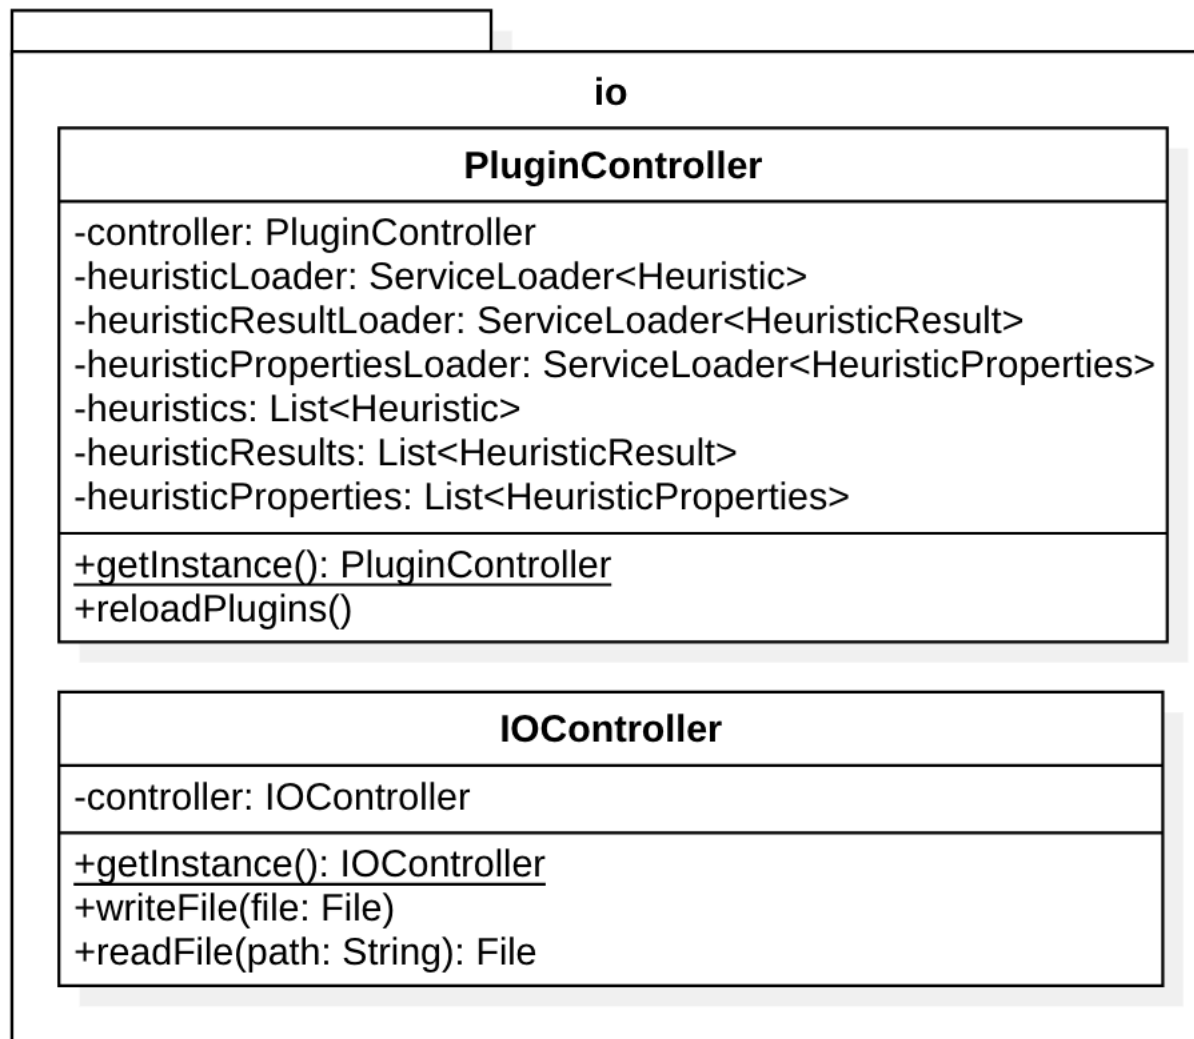 io
PluginController
-controller: PluginController
-heuristicLoader: ServiceLoader<Heuristic>
-heuristicResultLoader: ServiceLoader<HeuristicResult>
-heuristicPropertiesLoader: ServiceLoader<HeuristicProperties>
-heuristics: List<Heuristic>
-heuristicResults: List<HeuristicResult>
-heuristicProperties: List<HeuristicProperties>
+getInstance(): PluginController
+reloadPlugins()
IOController
-controller: IOController
+getInstance(): IOController
+writeFile(file: File)
+readFile(path: String): File